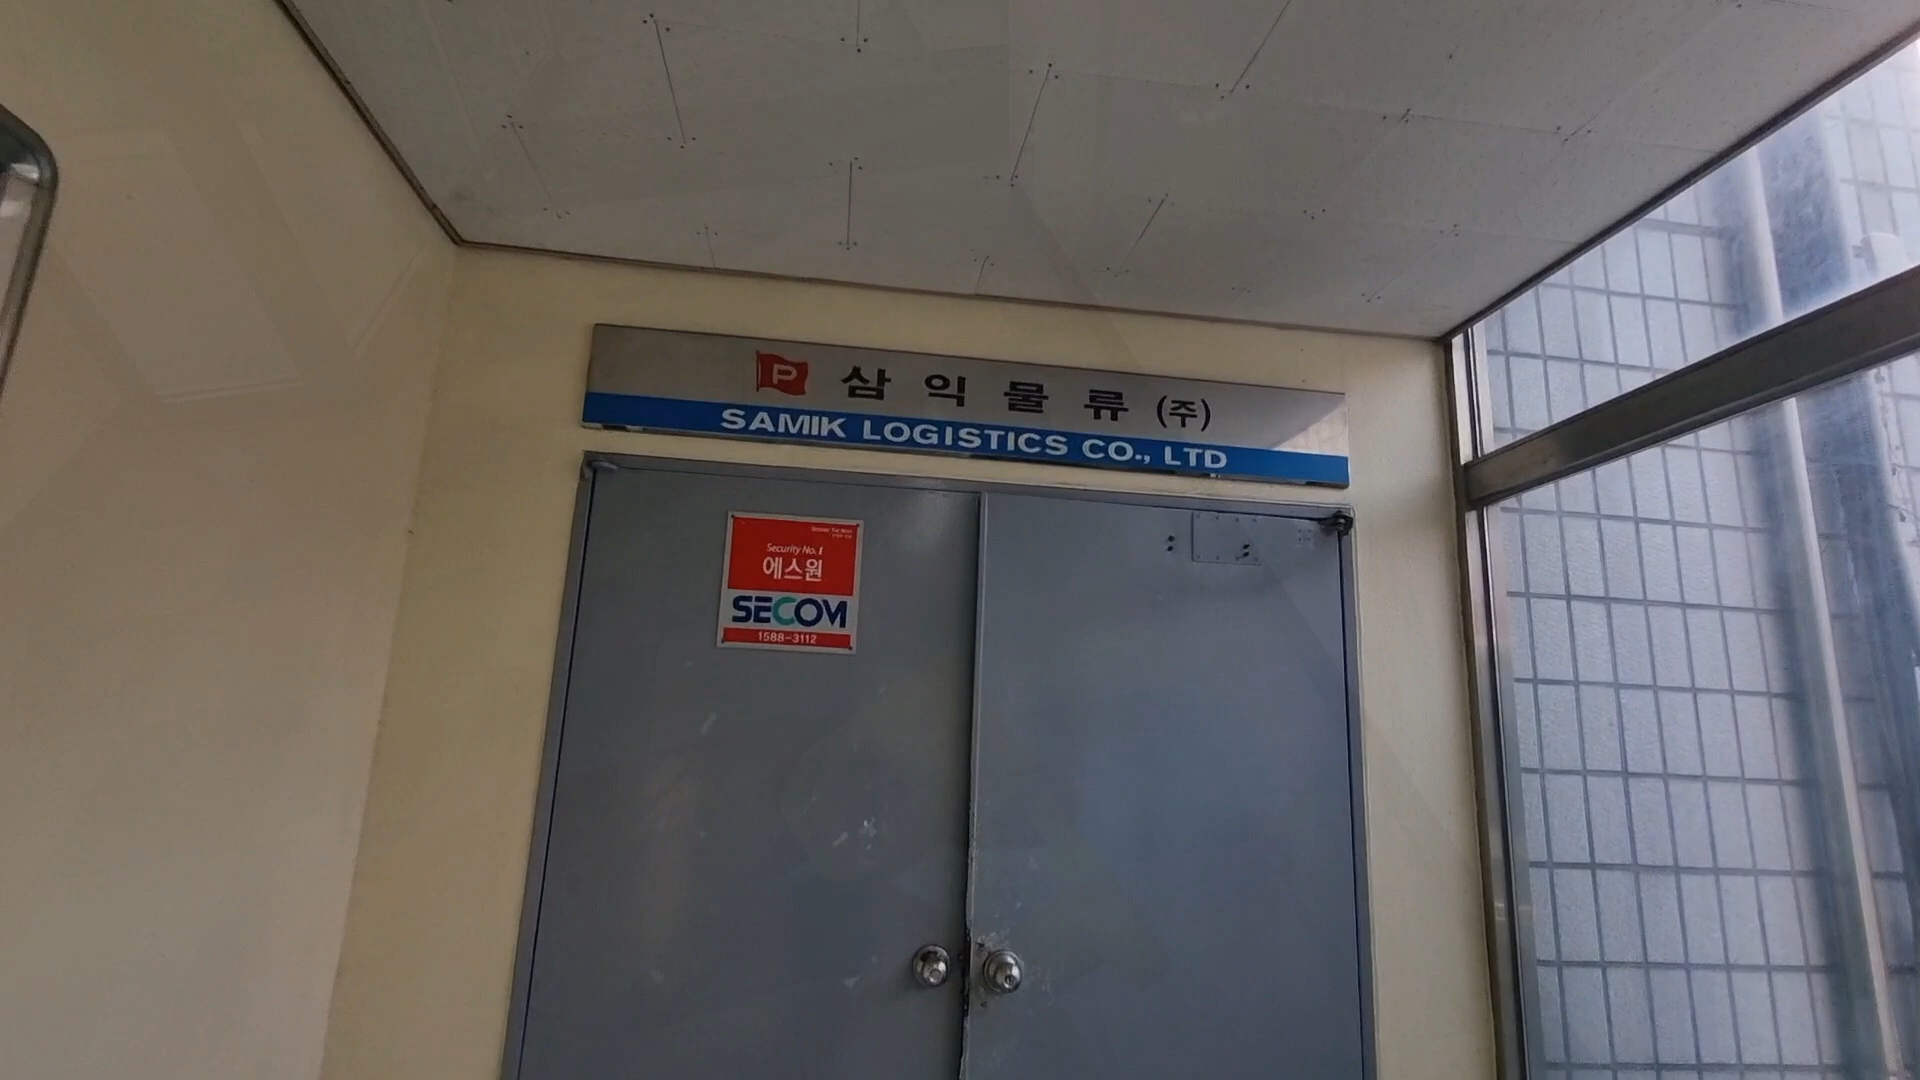 P 삼익물류 (주)
SAMIK LOGISTICS CO., LTD
Security No.1
에스원
SECOM
1588-3112